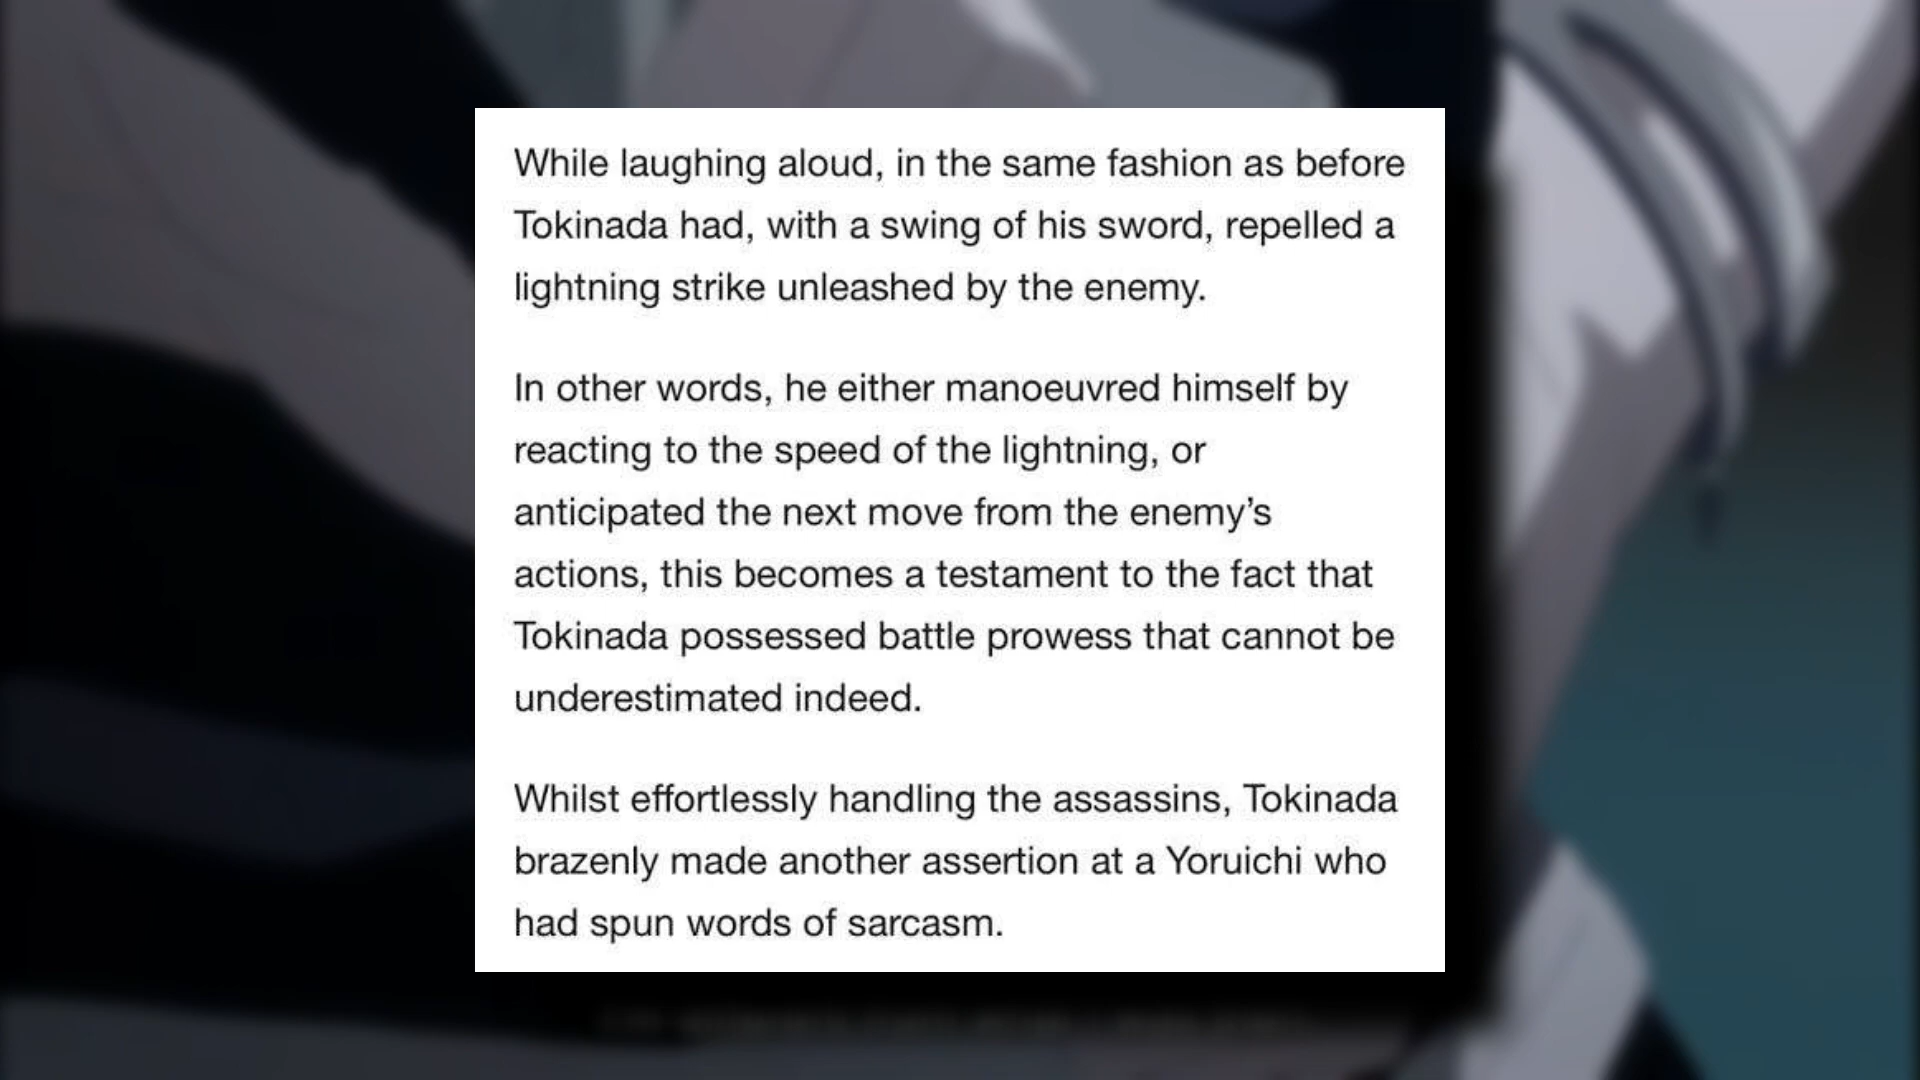 While laughing aloud, in the same fashion as before
Tokinada had, with a swing of his sword, repelled a
lightning strike unleashed by the enemy.
In other words, he either manoeuvred himself by
reacting to the speed of the lightning, or
anticipated the next move from the enemy’s
actions, this becomes a testament to the fact that
Tokinada possessed battle prowess that cannot be
underestimated indeed.
Whilst effortlessly handling the assassins, Tokinada
brazenly made another assertion at a Yoruichi who
had spun words of sarcasm.